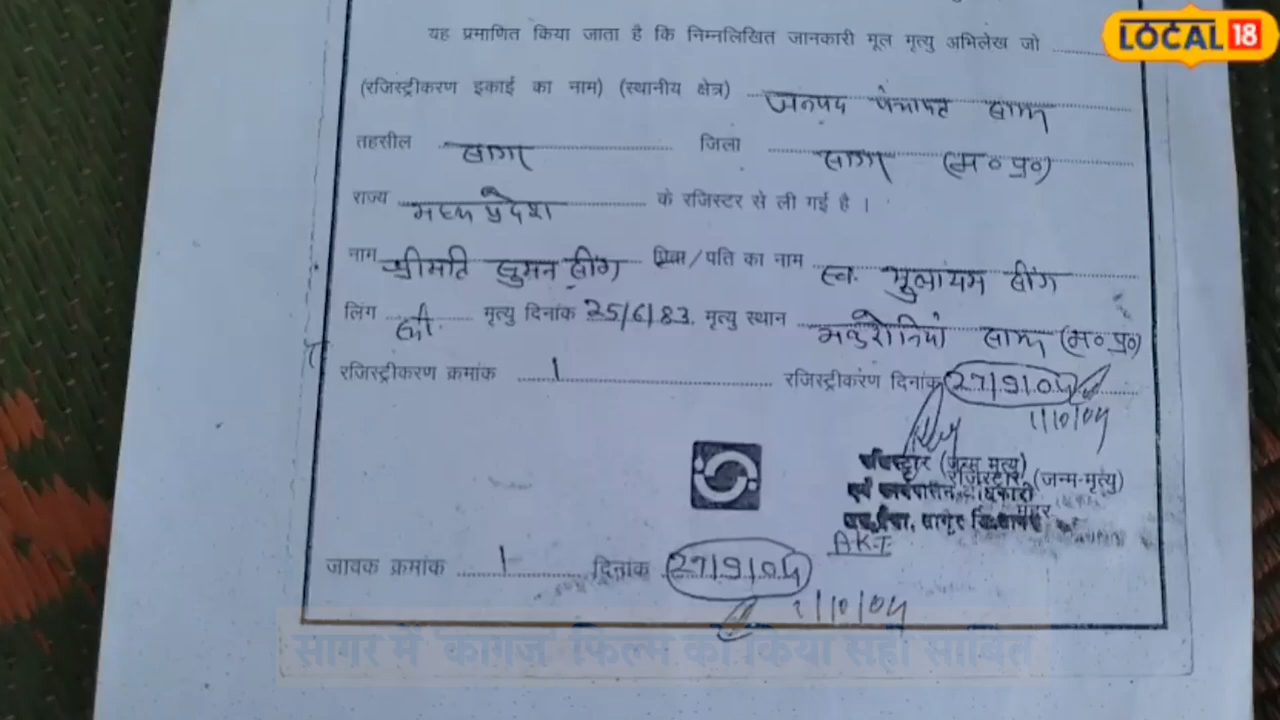 LOCAL 18
यह प्रमाणित किया जाता है कि निम्नलिखित जानकारी मूल मृत्यु अभिलेख जो
(रजिस्ट्रीकरण इकाई का नाम) (स्थानीय क्षेत्र) जनपद पंचायत सागर
तहसील सागर जिला सागर (म०प्र०)
राज्य मध्य प्रदेश के रजिस्टर से ली गई है ।
नाम श्रीमति सुमन सींग पिता/पति का नाम स्व. मुलायम सींग
लिंग स्त्री. मृत्यु दिनांक 25/6/83. मृत्यु स्थान मकरोनियां सागर (म०प्र०)
रजिस्ट्रीकरण क्रमांक 1 रजिस्ट्रीकरण दिनांक 27/9/04
1/10/04
रजिस्ट्रार (जन्म मृत्यु)
रजिस्ट्रार (जन्म-मृत्यु)
A.K.T
जावक क्रमांक 1 दिनांक 27/9/04
1/10/04
सागर में 'कागज' फिल्म को किया सही साबित